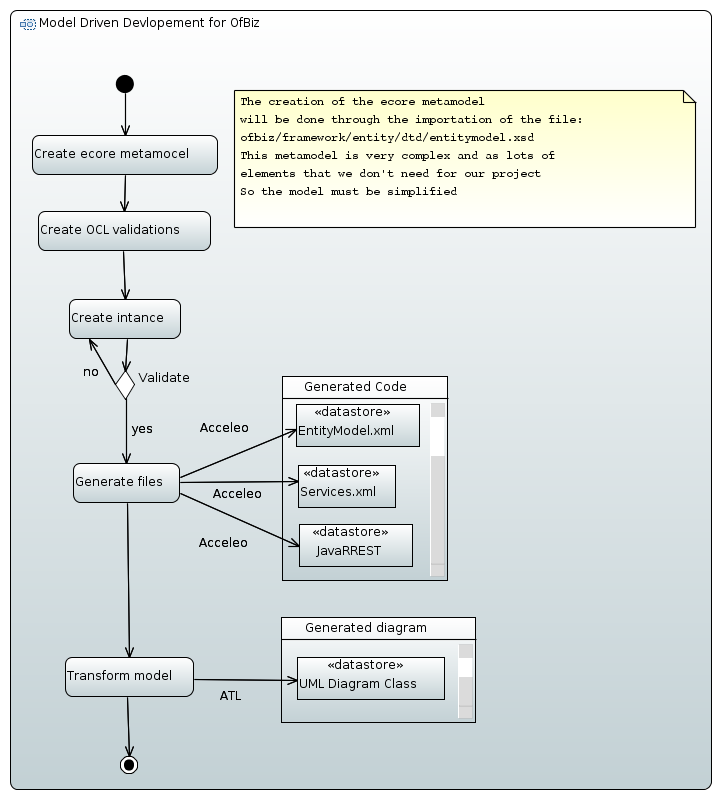 Model Driven Devlopement for OfBiz
The creation of the ecore metamodel
will be done through the importation of the file:
ofbiz/framework/entity/dtd/entitymodel.xsd
This metamodel is very complex and as lots of
elements that we don't need for our project
So the model must be simplified
Create ecore metamocel
Create OCL validations
Create intance
no
Validate
yes
Generate files
Acceleo
Acceleo
Acceleo
Generated Code
«datastore»
EntityModel.xml
«datastore»
Services.xml
«datastore»
JavaRREST
Transform model
ATL
Generated diagram
«datastore»
UML Diagram Class